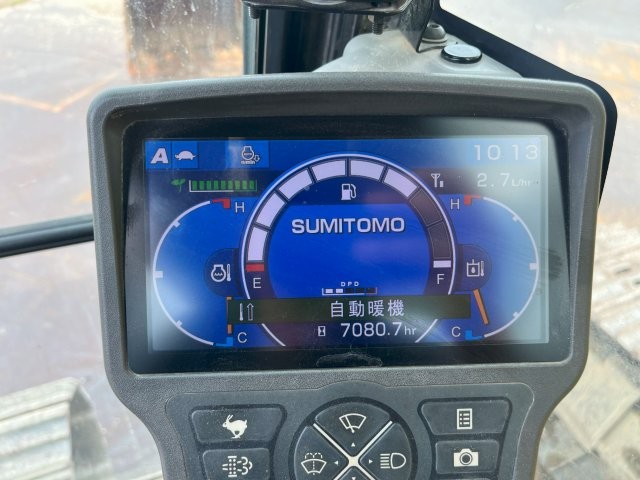 A
10:13
2.7L/hr
H
H
SUMITOMO
E
F
DPD
自動暖機
C
7080.7hr
C